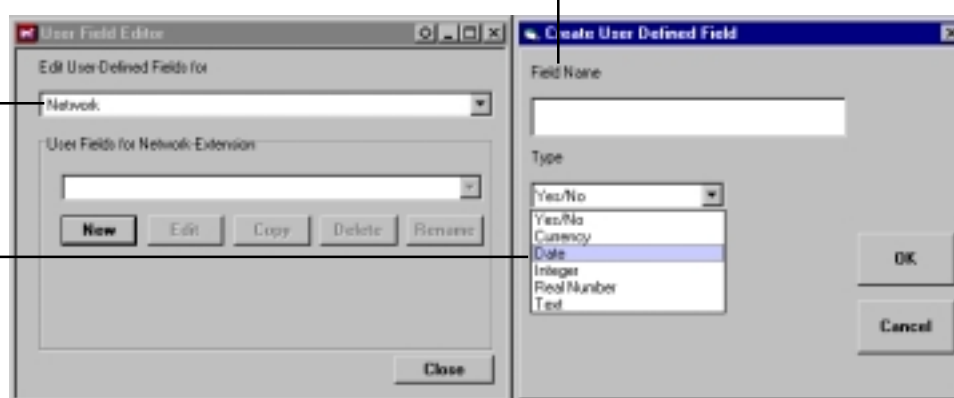 User Field Editor
Edit User-Defined Fields for
Network
User Fields for Network-Extension
New Edit Copy Delete Rename
Close
Create User Defined Field
Field Name
Type
Yes/No
Yes/No
Currency
Date
Integer
Real Number
Text
OK
Cancel